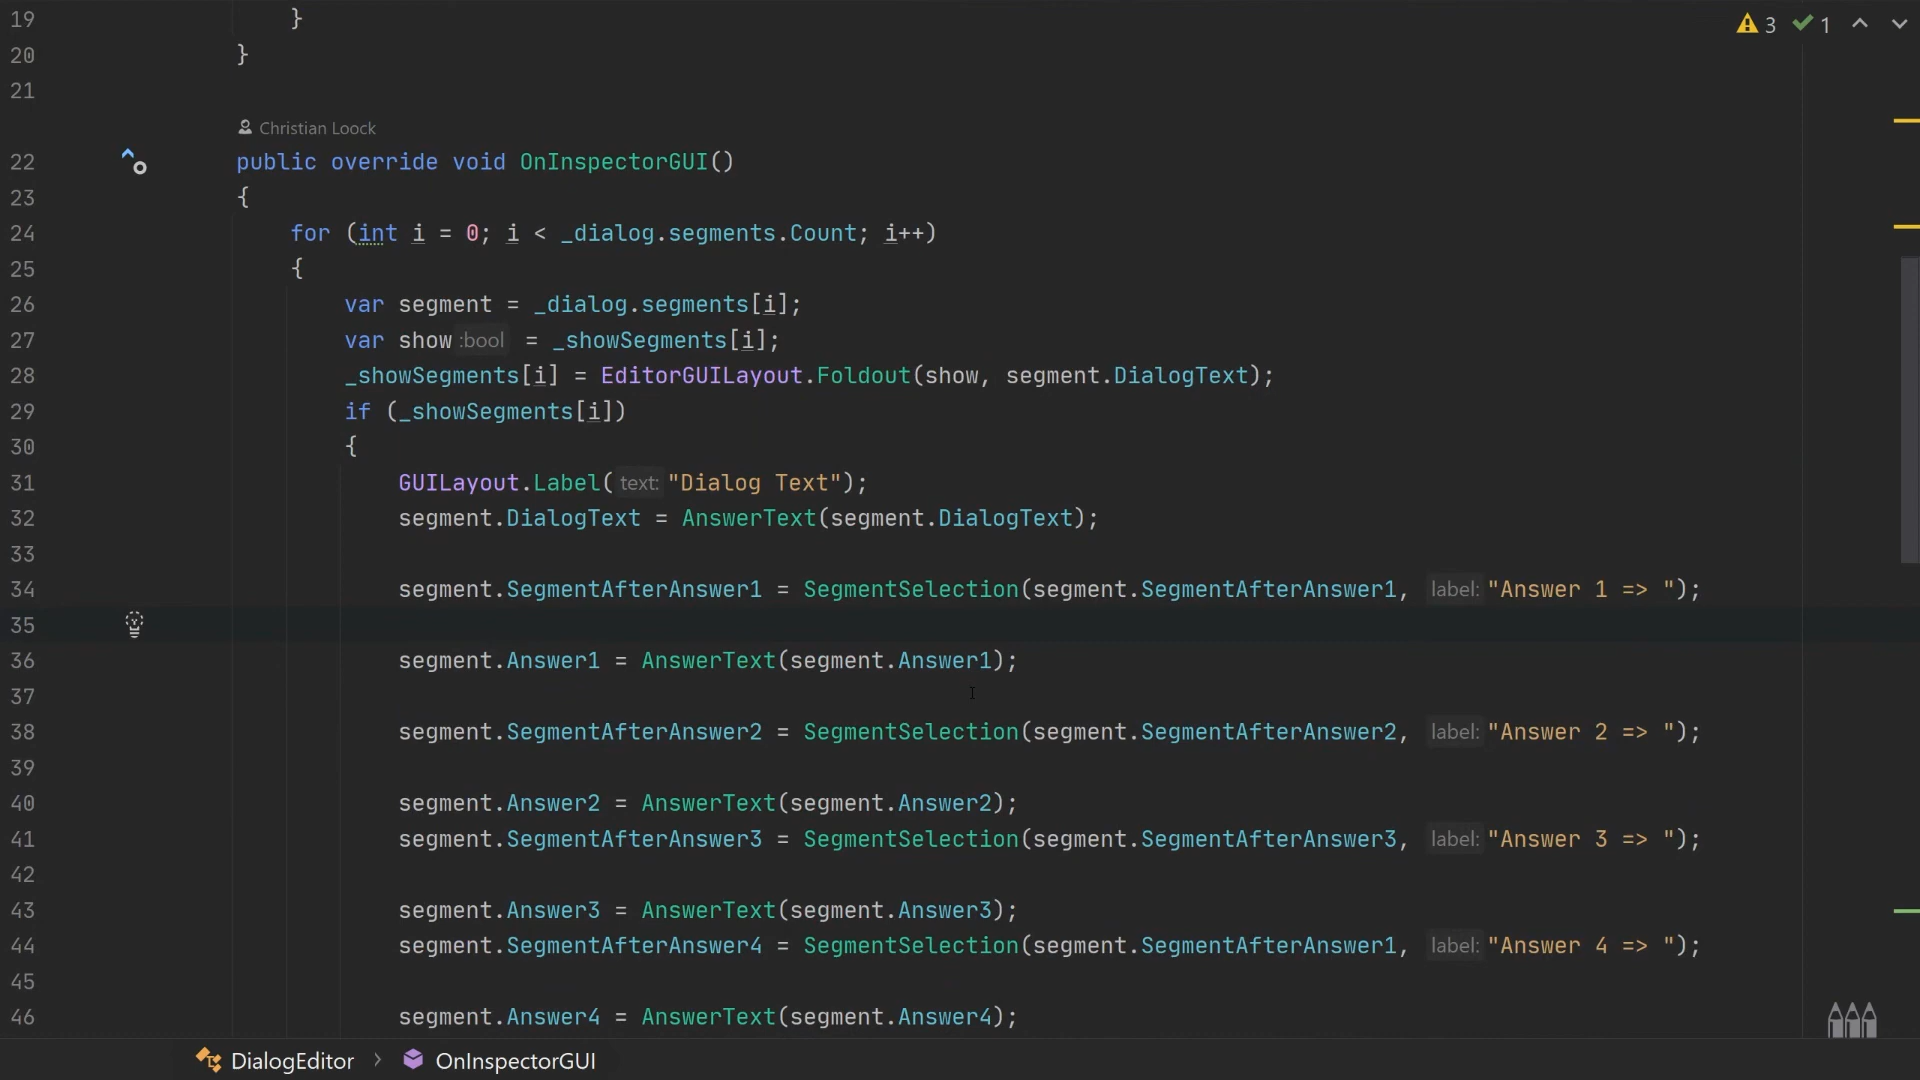 19 }
3 1
20 }
21
Christian Loock
22 public override void OnInspectorGUI()
23 {
24 for (int i = 0; i < _dialog.segments.Count; i++)
25 {
26 var segment = _dialog.segments[i];
27 var show :bool = _showSegments[i];
28 _showSegments[i] = EditorGUILayout.Foldout(show, segment.DialogText);
29 if (_showSegments[i])
30 {
31 GUILayout.Label( text: "Dialog Text");
32 segment.DialogText = AnswerText(segment.DialogText);
33
34 segment.SegmentAfterAnswer1 = SegmentSelection(segment.SegmentAfterAnswer1, label: "Answer 1 => ");
35
36 segment.Answer1 = AnswerText(segment.Answer1);
37
38 segment.SegmentAfterAnswer2 = SegmentSelection(segment.SegmentAfterAnswer2, label: "Answer 2 => ");
39
40 segment.Answer2 = AnswerText(segment.Answer2);
41 segment.SegmentAfterAnswer3 = SegmentSelection(segment.SegmentAfterAnswer3, label: "Answer 3 => ");
42
43 segment.Answer3 = AnswerText(segment.Answer3);
44 segment.SegmentAfterAnswer4 = SegmentSelection(segment.SegmentAfterAnswer1, label: "Answer 4 => ");
45
46 segment.Answer4 = AnswerText(segment.Answer4);
DialogEditor > OnInspectorGUI